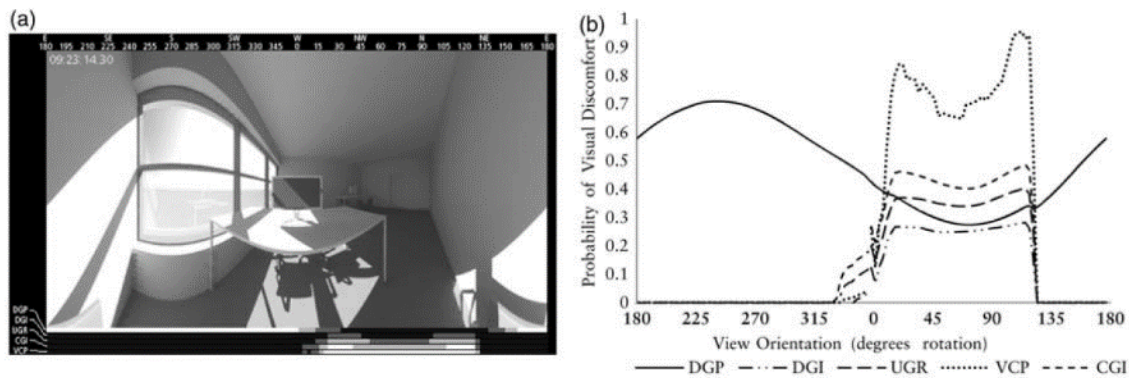 (a)
E SE S SW W NW N NE E
180 195 210 225 240 255 270 285 300 315 330 345 0 15 30 45 60 75 90 105 120 135 150 165 180
09:23:14.30
DGP
DGI
UGR
CGI
VCP
(b)
Probability of Visual Discomfort
1
0.9
0.8
0.7
0.6
0.5
0.4
0.3
0.2
0.1
0
180 225 270 315 0 45 90 135 180
View Orientation (degrees rotation)
DGP DGI UGR VCP CGI